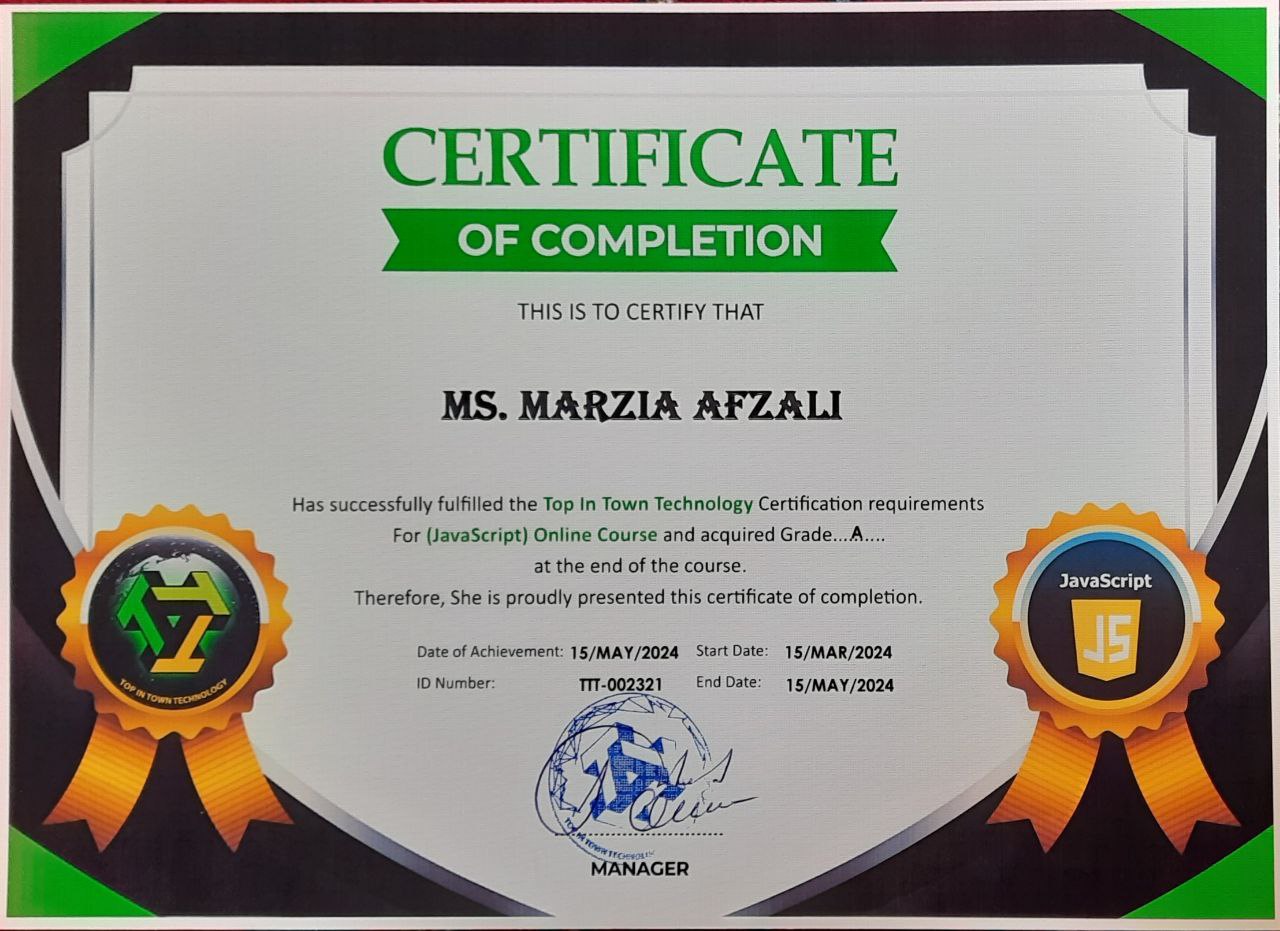 CERTIFICATE
OF COMPLETION
THIS IS TO CERTIFY THAT
MS. MARZIA AFZALI
Has successfully fulfilled the Top In Town Technology Certification requirements
For (JavaScript) Online Course and acquired Grade...A....
at the end of the course.
Therefore, She is proudly presented this certificate of completion.
Date of Achievement: 15/MAY/2024 Start Date: 15/MAR/2024
ID Number: TTT-002321 End Date: 15/MAY/2024
TOP IN TOWN TECHNOLOGY
JavaScript
JS
TOP IN TOWN TECHNOLOGY
MANAGER